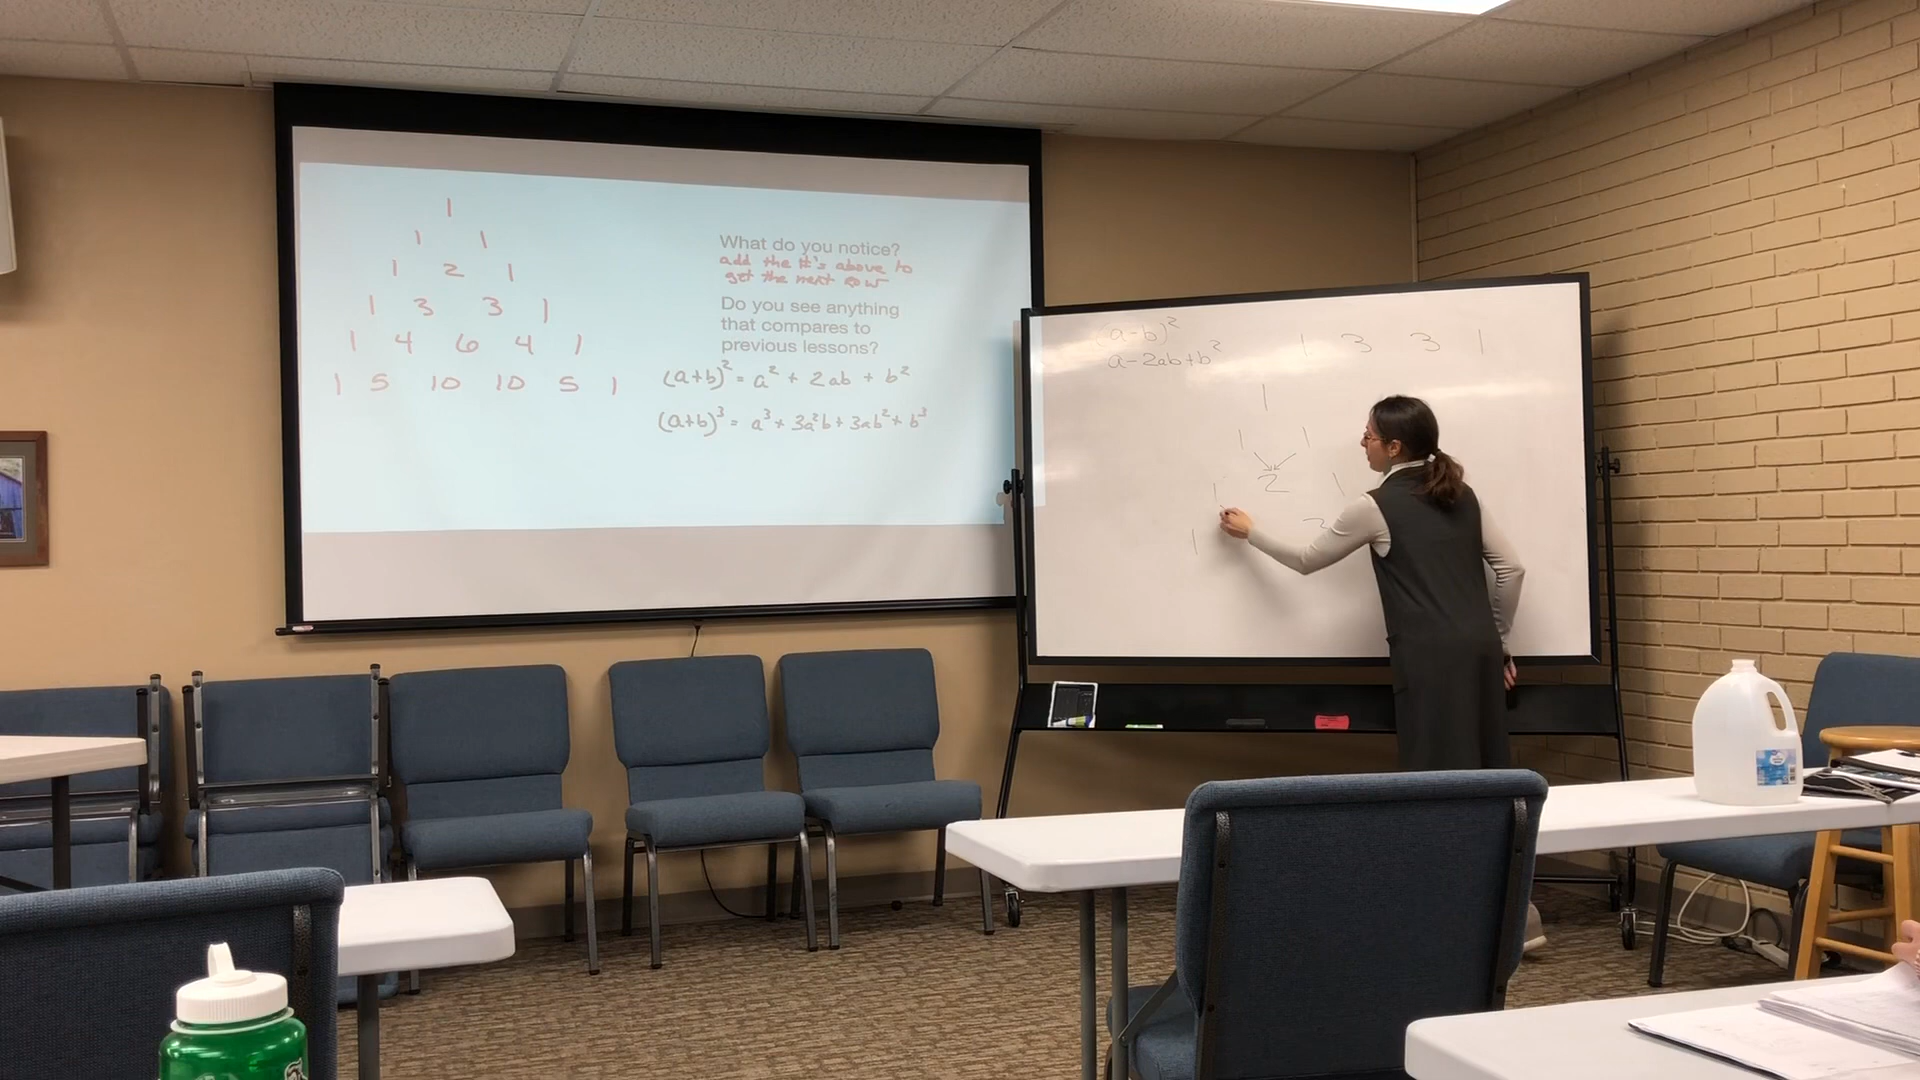 1
1 1
1 2 1
1 3 3 1
1 4 6 4 1
1 5 10 10 5 1
What do you notice?
add the #'s above to
get the next row
Do you see anything
that compares to
previous lessons?
(a+b)² = a² + 2ab + b²
(a+b)³ = a³ + 3a²b + 3ab² + b³
(a-b)²
a-2ab+b²
1 3 3 1
1
1 1
1 2 1
1 3